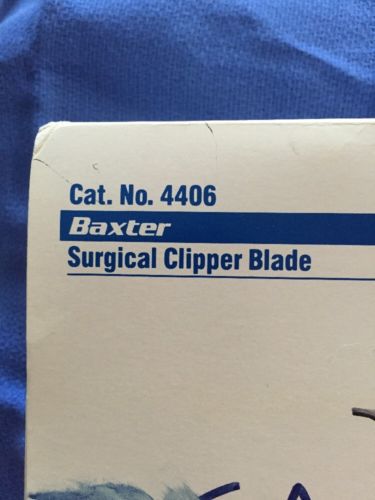 Cat. No. 4406
Baxter
Surgical Clipper Blade